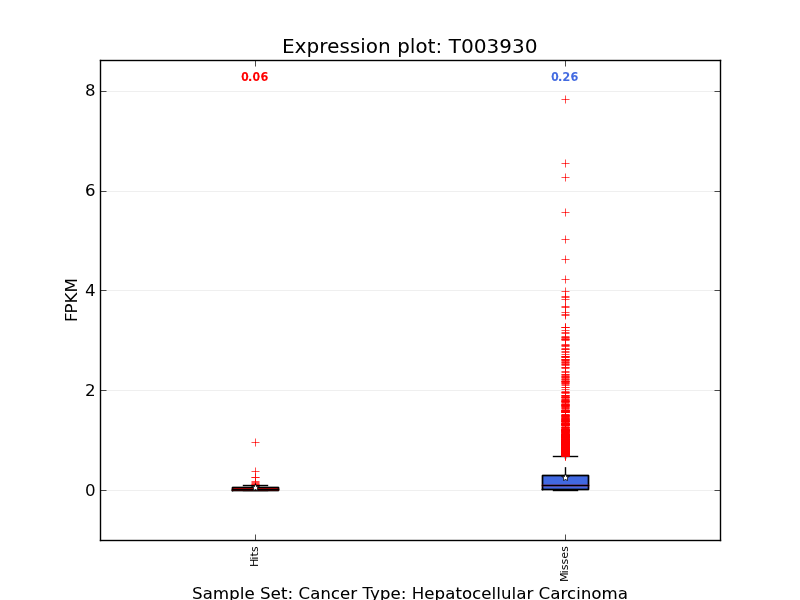 Expression plot: T003930
0.06 0.26
8
6
4
2
0
FPKM
Hits Misses
Sample Set: Cancer Type: Hepatocellular Carcinoma